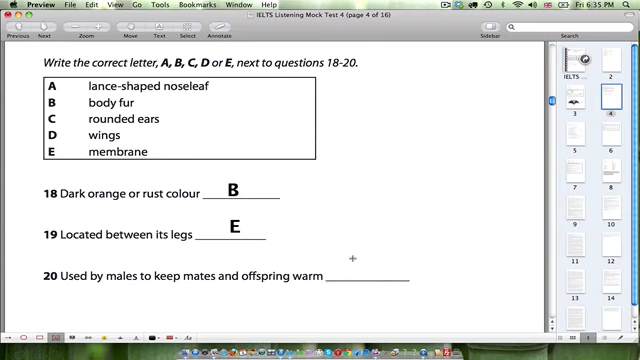 Preview File Edit View Go Tools Bookmarks Window Help Fri 6:35 PM
IELTS Listening Mock Test 4 (page 4 of 16)
Previous Next Zoom Move Select Annotate Sidebar Search
Write the correct letter, A, B, C, D or E, next to questions 18-20.
A lance-shaped noseleaf
B body fur
C rounded ears
D wings
E membrane
18 Dark orange or rust colour B
19 Located between its legs E
20 Used by males to keep mates and offspring warm
IELTS ... 2
3 4
5 6
7 8
9 10
11 12
13 14
Aa